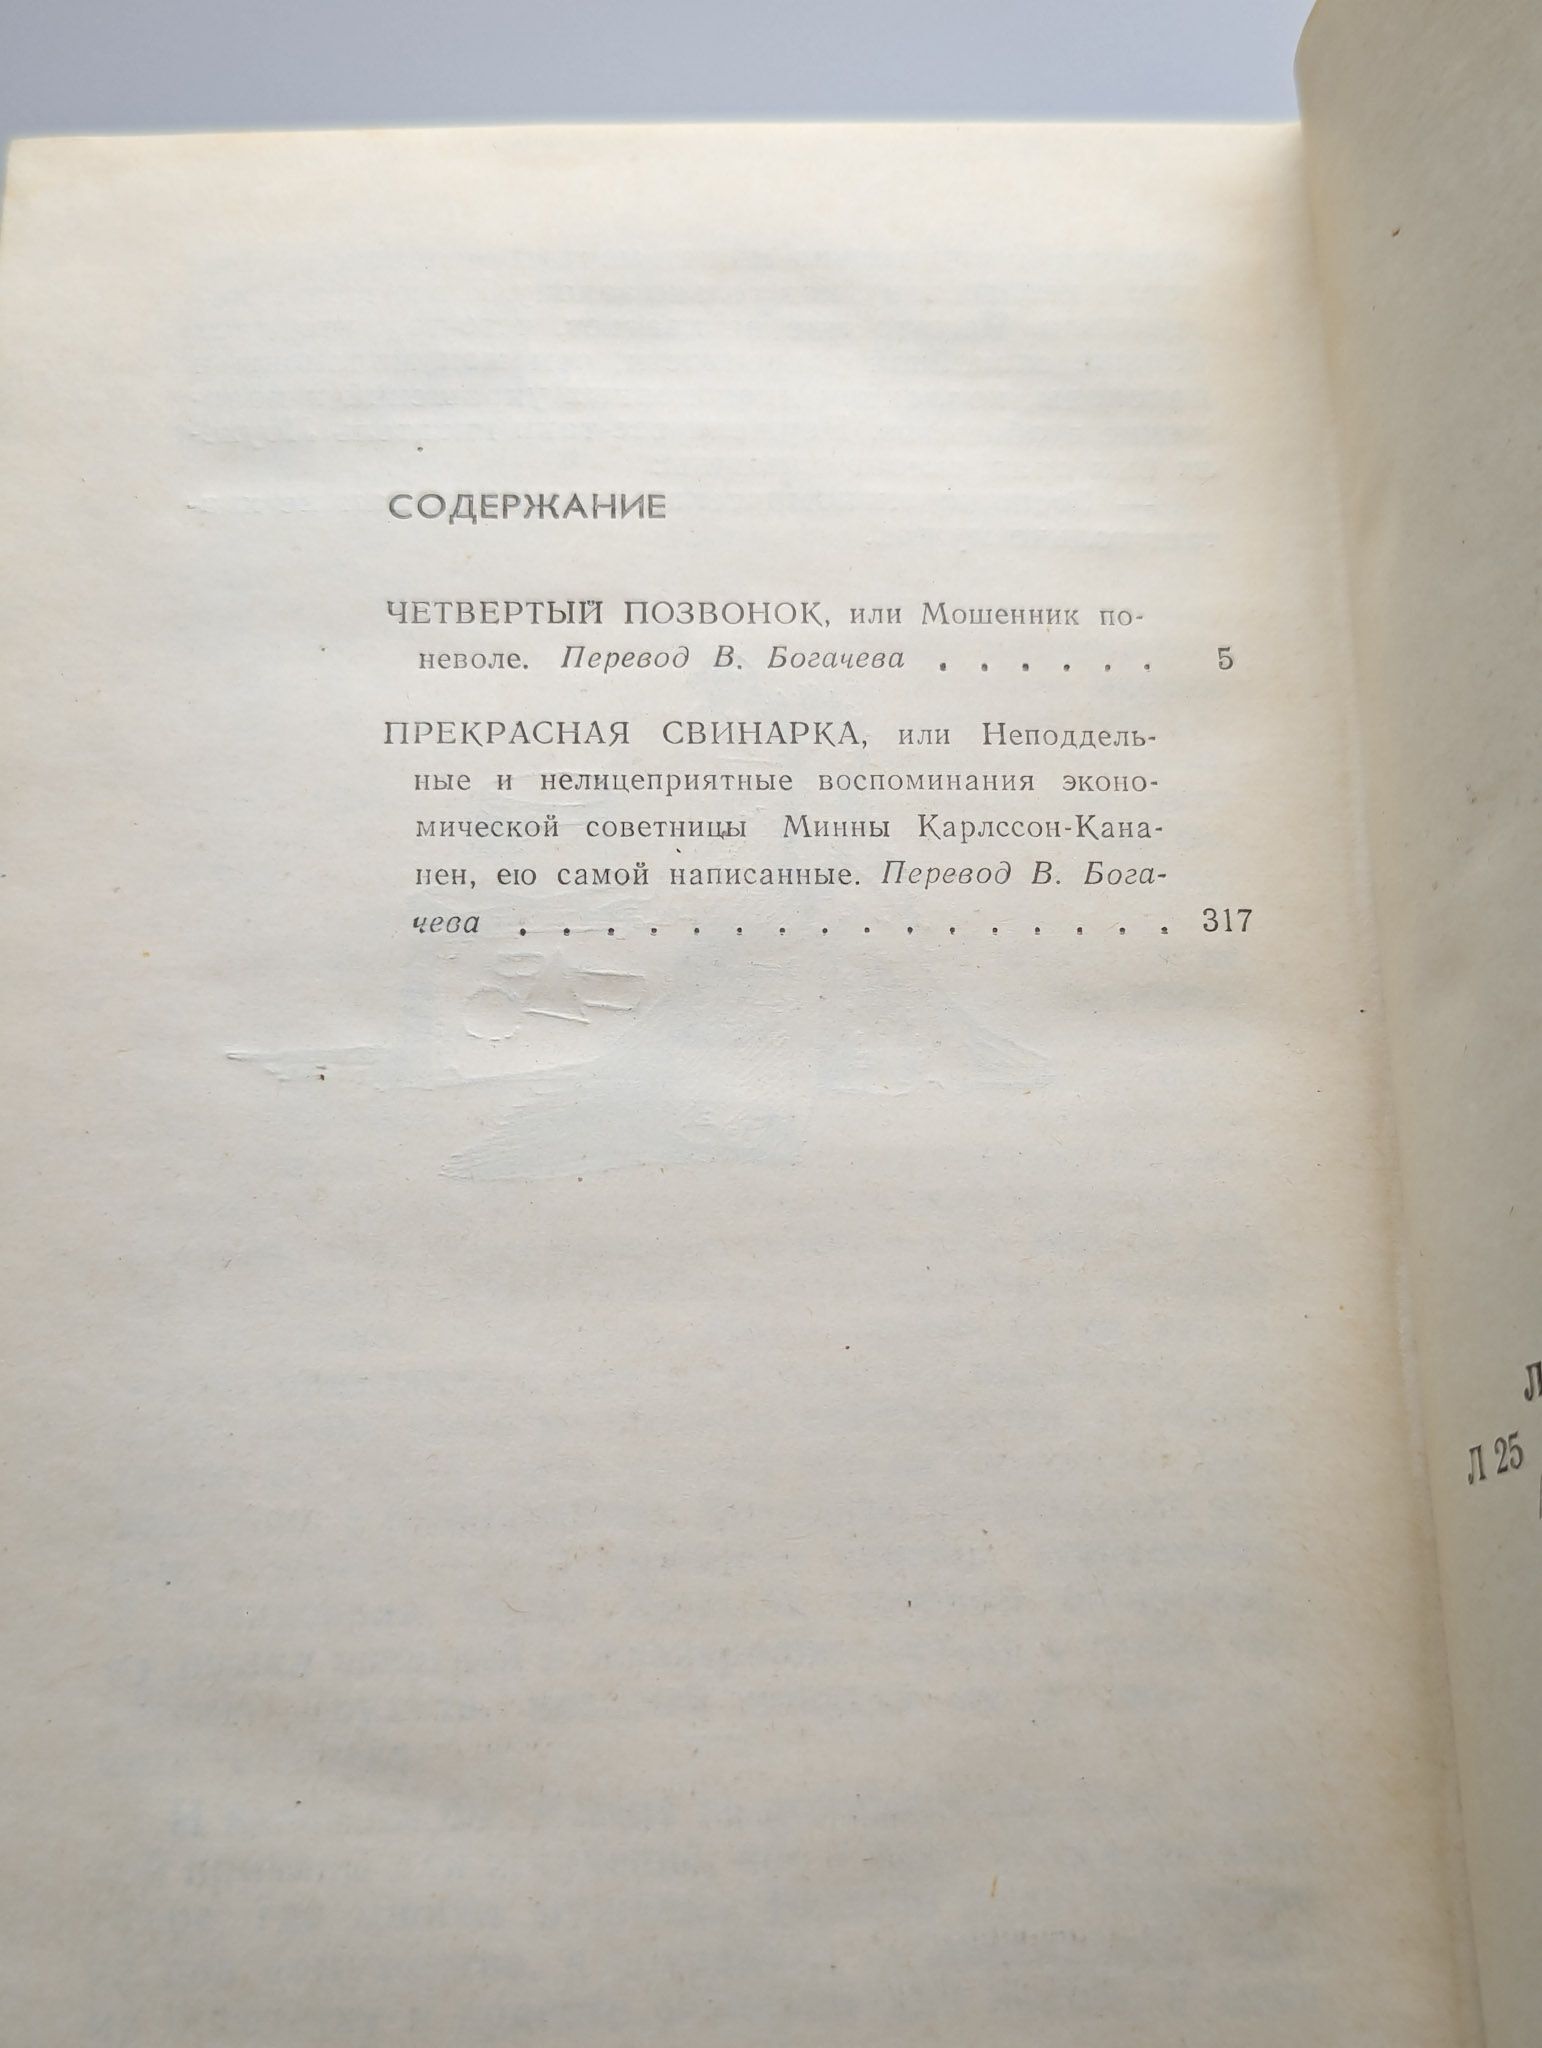 СОДЕРЖАНИЕ
ЧЕТВЕРТЫЙ ПОЗВОНОК, или Мошенник по-
неволе. Перевод В. Богачева . . . . . . 5
ПРЕКРАСНАЯ СВИНАРКА, или Неподдель-
ные и нелицеприятные воспоминания эконо-
мической советницы Минны Карлссон-Кана-
нен, ею самой написанные. Перевод В. Бога-
чева . . . . . . . . . . . . . . . . 317
Л 25